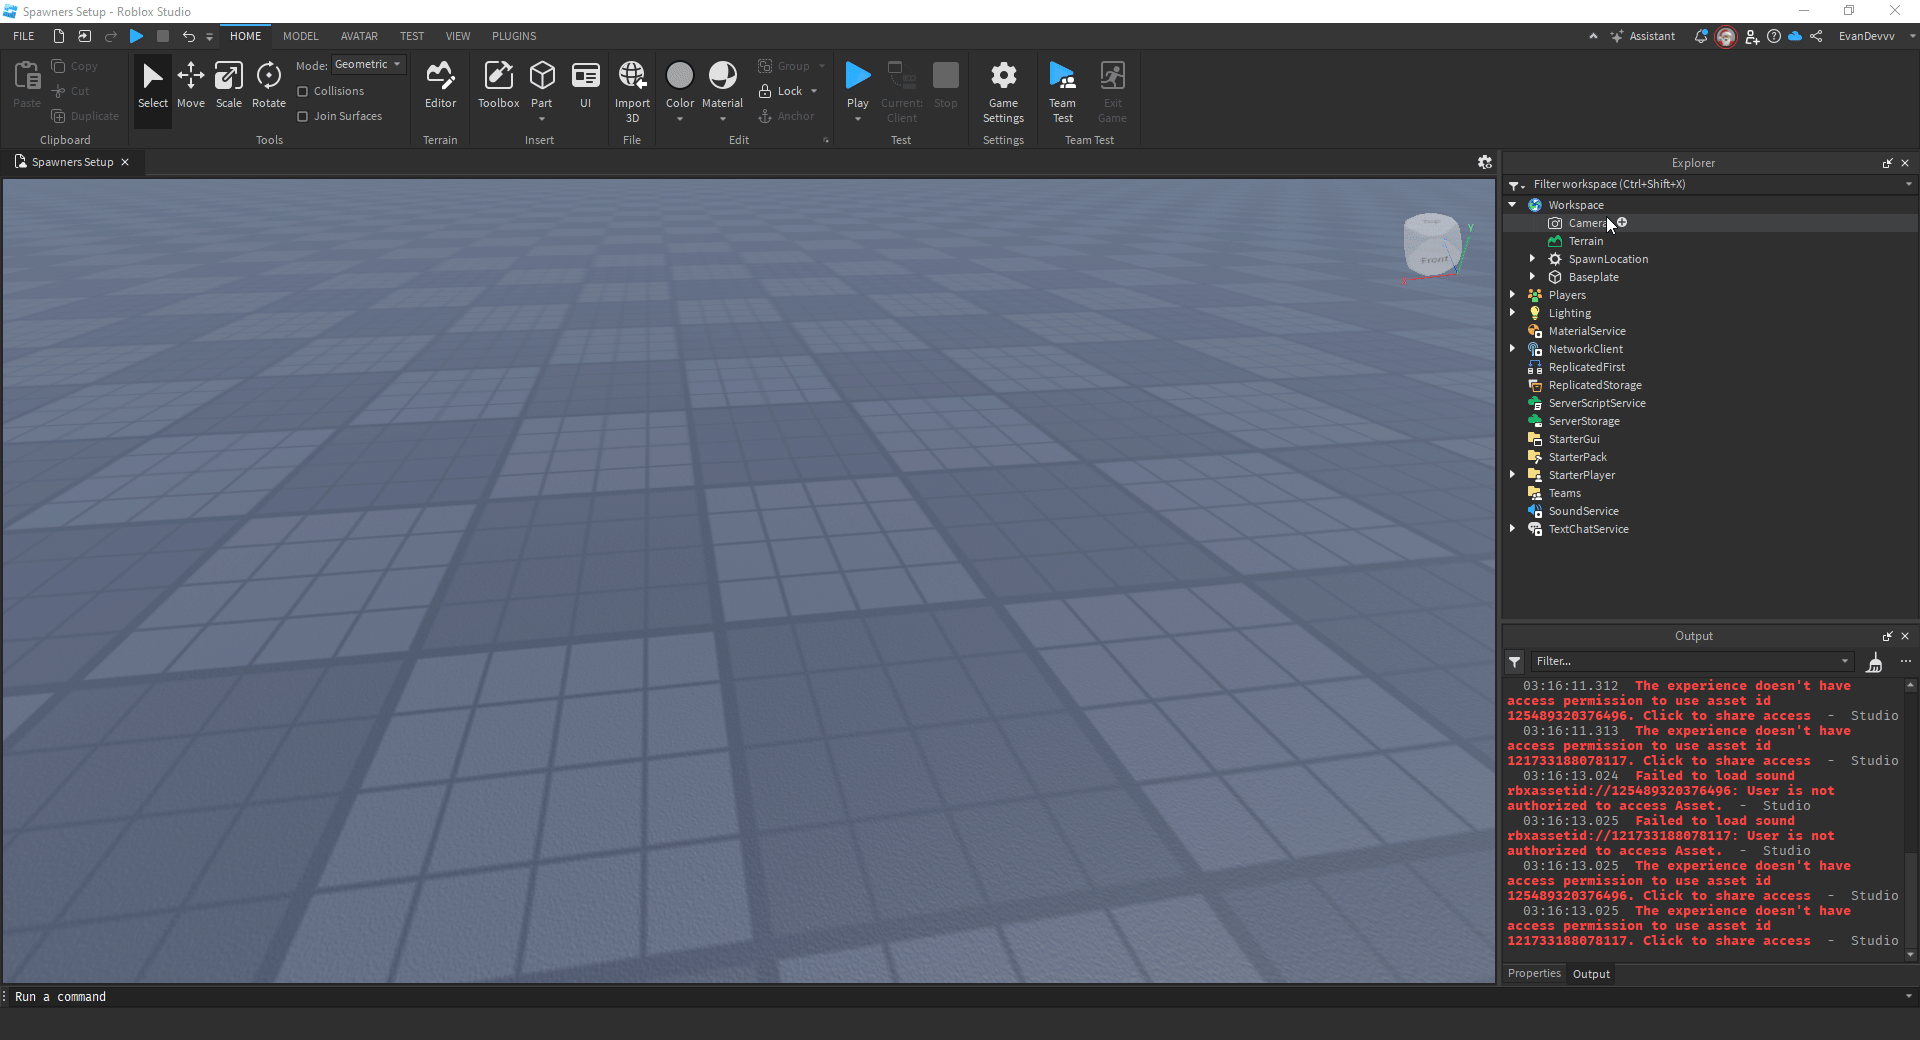 Spawners Setup - Roblox Studio
FILE
HOME
MODEL
AVATAR
TEST
VIEW
PLUGINS
Assistant
EvanDevvv
Paste
Copy
Cut
Duplicate
Clipboard
Select
Move
Scale
Rotate
Mode: Geometric
Collisions
Join Surfaces
Tools
Editor
Terrain
Toolbox
Part
UI
Insert
Import
3D
File
Color
Material
Group
Lock
Anchor
Edit
Play
Current:
Client
Stop
Test
Game
Settings
Settings
Team
Test
Exit
Game
Team Test
Spawners Setup
Front
y
x
Explorer
Filter workspace (Ctrl+Shift+X)
Workspace
Camera
Terrain
SpawnLocation
Baseplate
Players
Lighting
MaterialService
NetworkClient
ReplicatedFirst
ReplicatedStorage
ServerScriptService
ServerStorage
StarterGui
StarterPack
StarterPlayer
Teams
SoundService
TextChatService
Output
Filter...
03:16:11.312 The experience doesn't have
access permission to use asset id
125489320376496. Click to share access - Studio
03:16:11.313 The experience doesn't have
access permission to use asset id
121733188078117. Click to share access - Studio
03:16:13.024 Failed to load sound
rbxassetid://125489320376496: User is not
authorized to access Asset. - Studio
03:16:13.025 Failed to load sound
rbxassetid://121733188078117: User is not
authorized to access Asset. - Studio
03:16:13.025 The experience doesn't have
access permission to use asset id
125489320376496. Click to share access - Studio
03:16:13.025 The experience doesn't have
access permission to use asset id
121733188078117. Click to share access - Studio
Properties
Output
Run a command